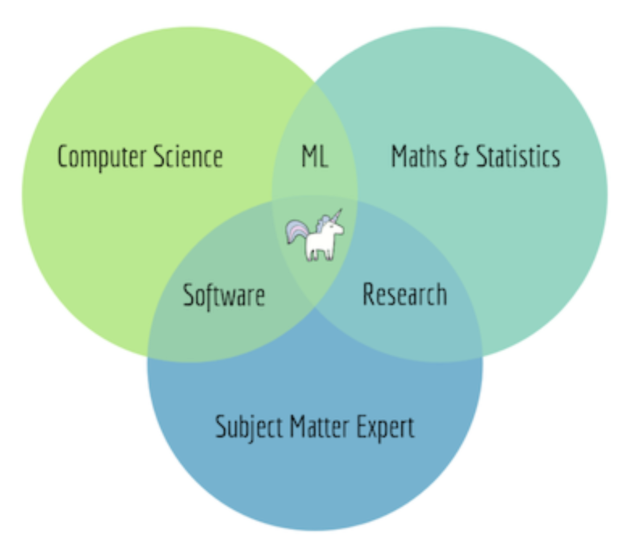 Computer Science
ML
Maths & Statistics
Software
Research
Subject Matter Expert